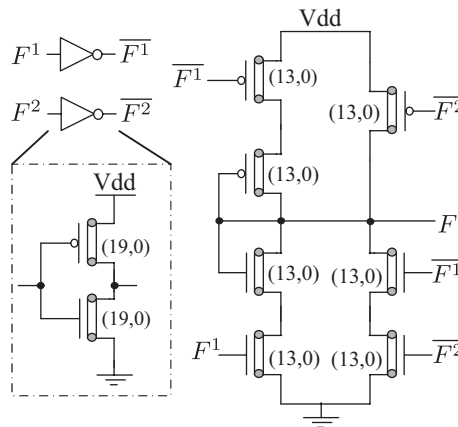 F¹ F̅¹̅
F² F̅²̅
Vdd
(19,0)
(19,0)
Vdd
F̅¹̅ (13,0)
(13,0) F̅²̅
(13,0)
F
(13,0) (13,0) F̅¹̅
F¹ (13,0) (13,0) F̅²̅